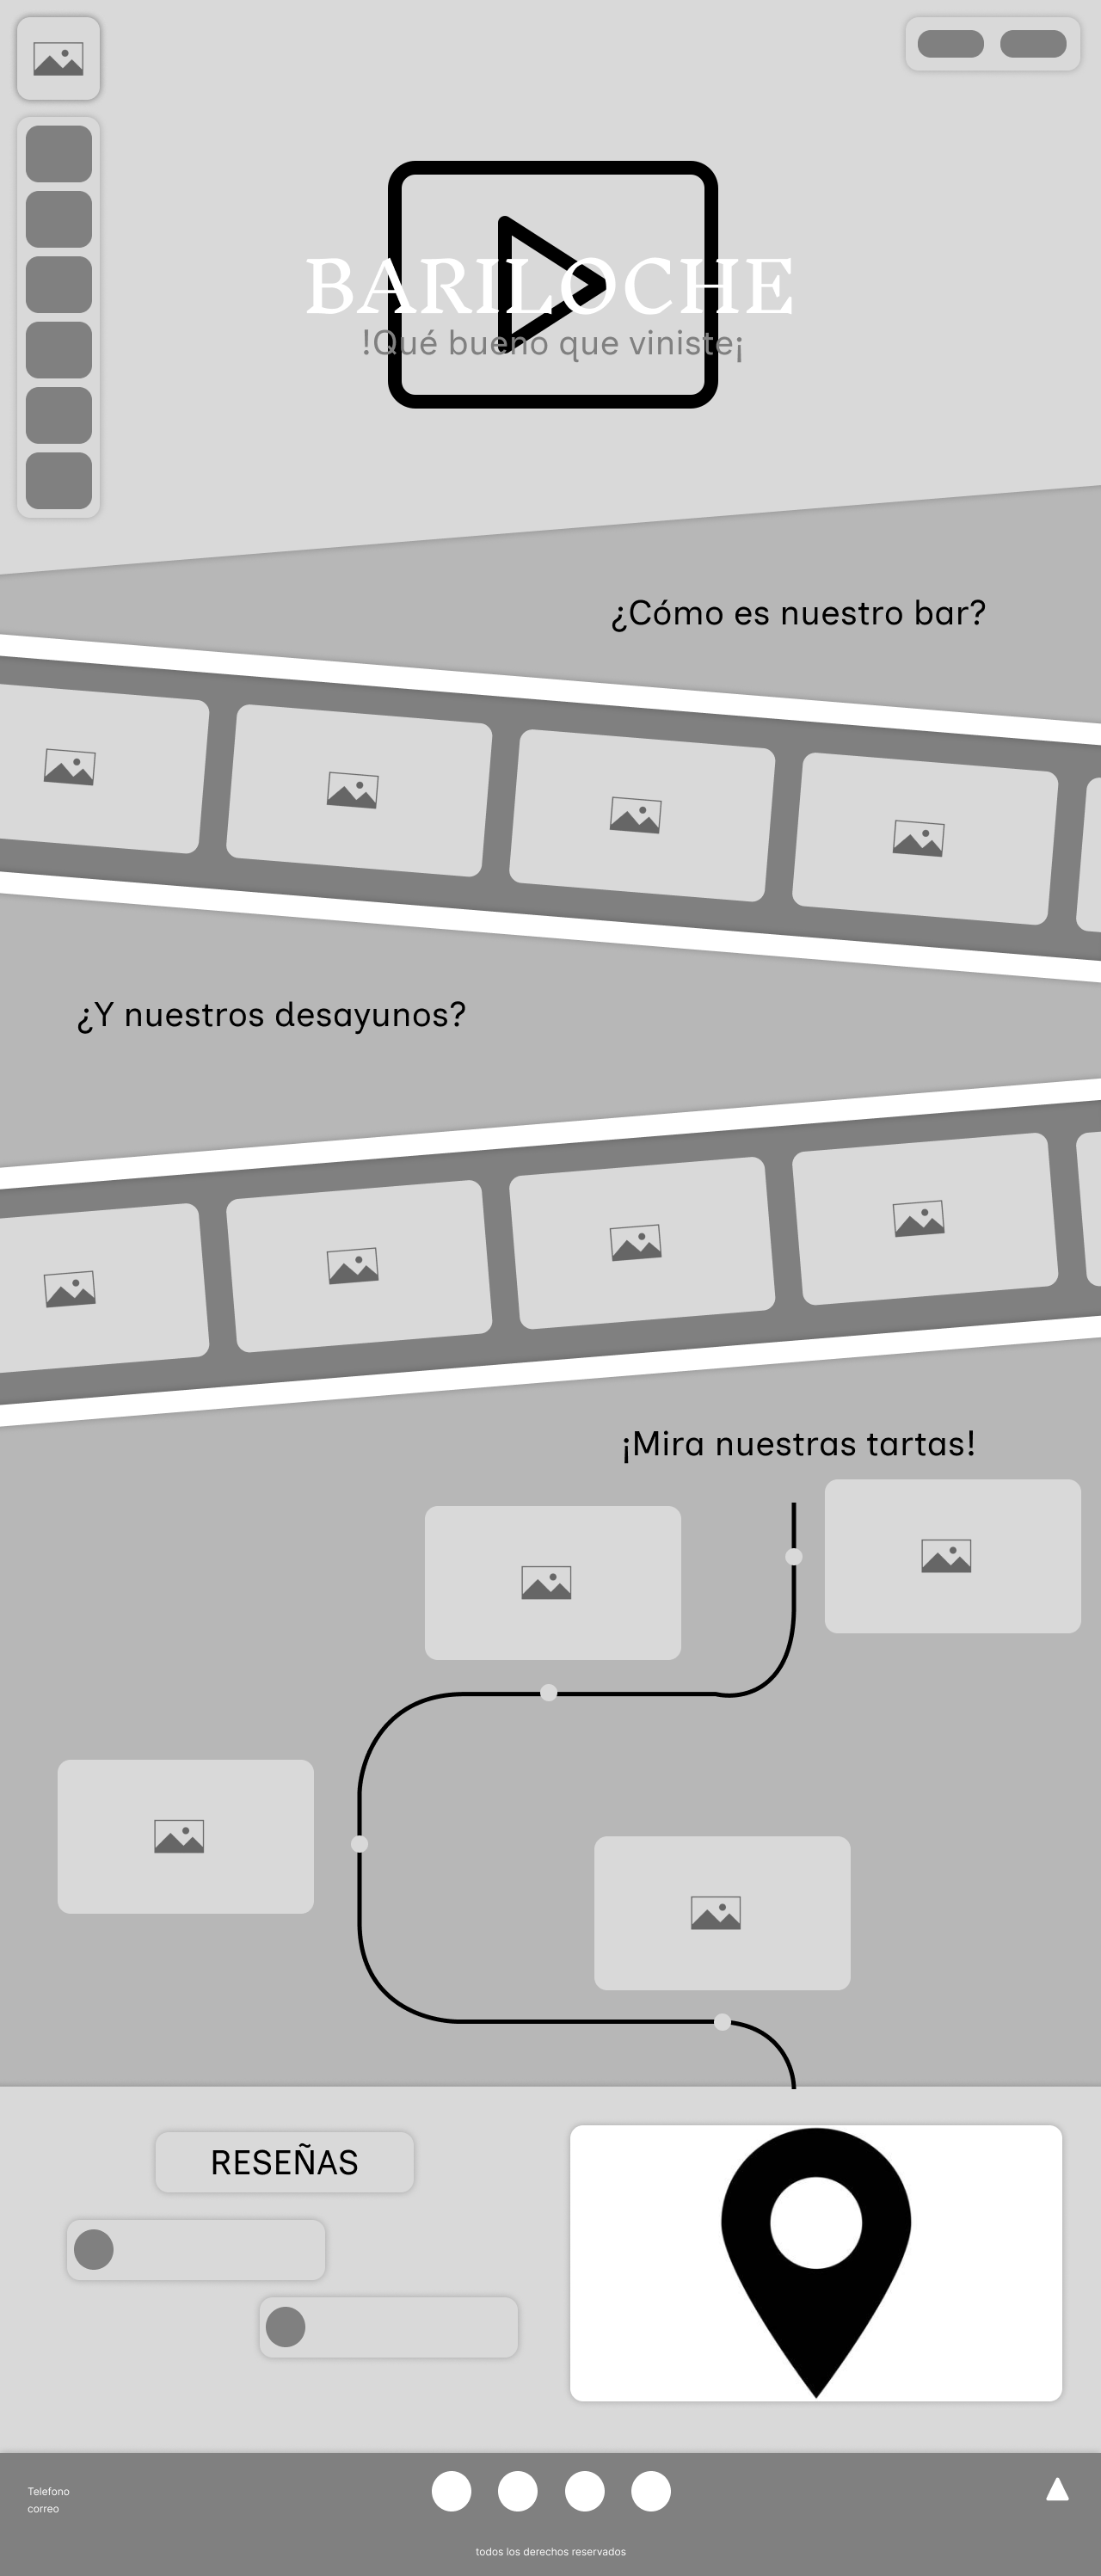 BARILOCHE
!Qué bueno que viniste¡
¿Cómo es nuestro bar?
¿Y nuestros desayunos?
¡Mira nuestras tartas!
RESEÑAS
Telefono
correo
todos los derechos reservados